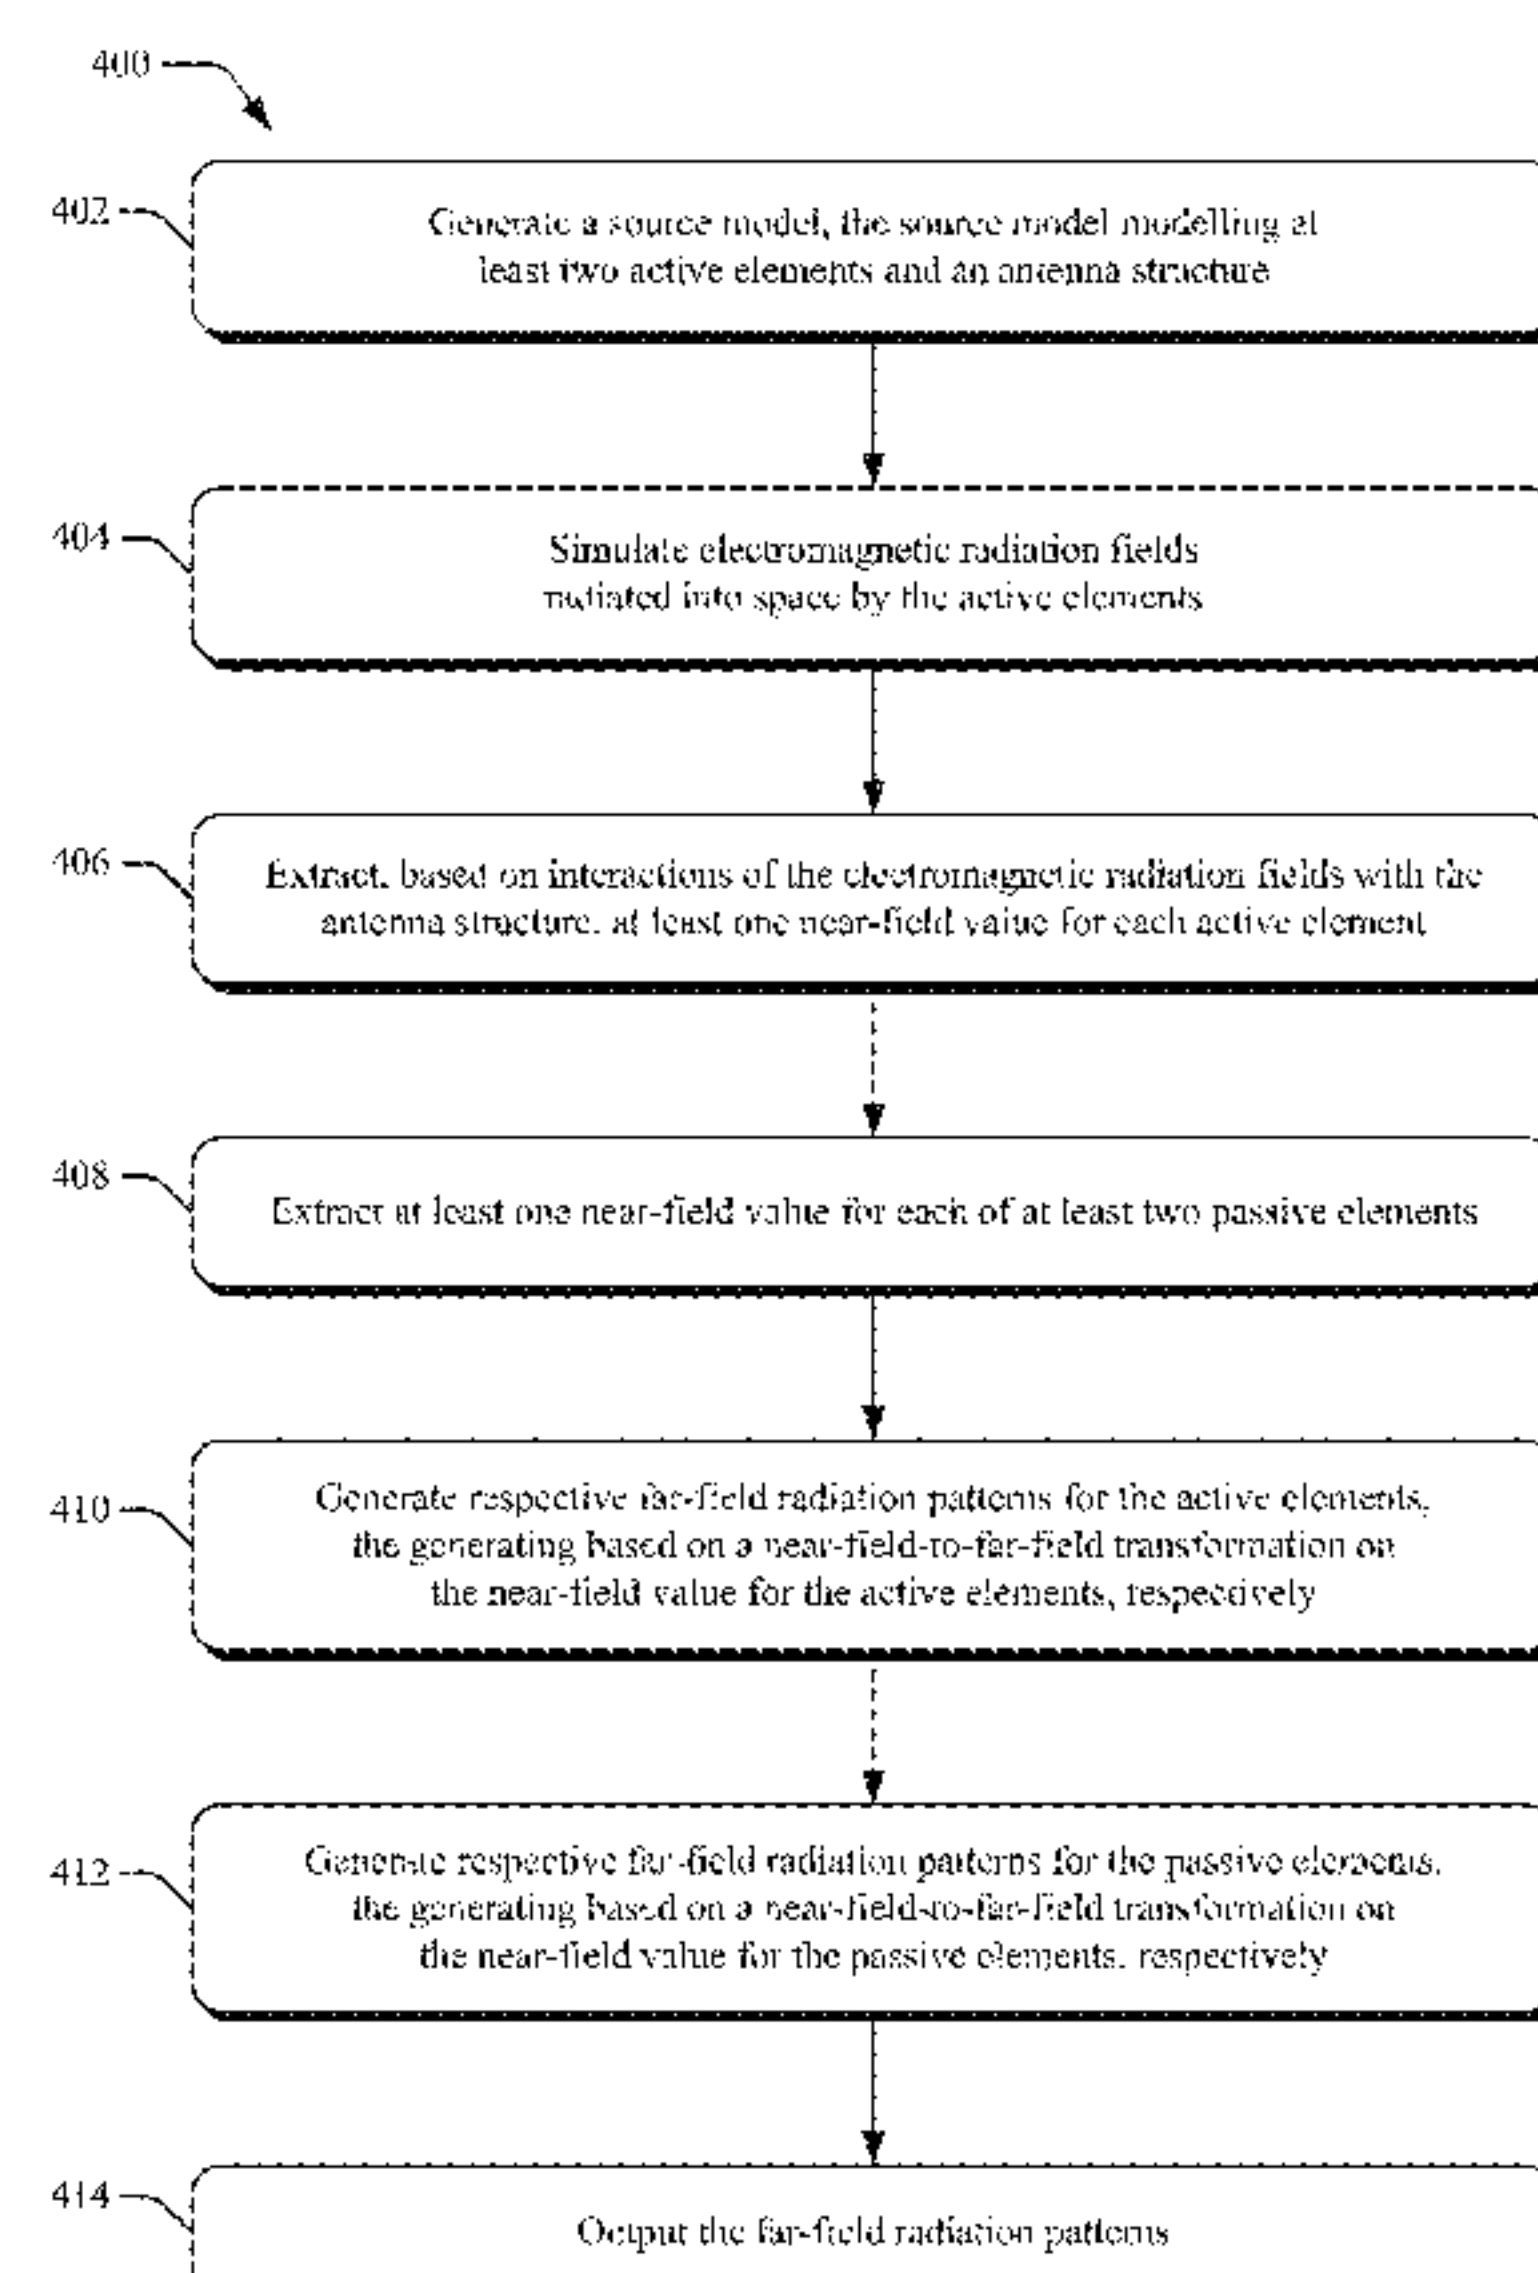 400
402
Generate a source model, the source model modelling at
least two active elements and an antenna structure
404
Simulate electromagnetic radiation fields
radiated into space by the active elements
406
Extract, based on interactions of the electromagnetic radiation fields with the
antenna structure, at least one near-field value for each active element
408
Extract at least one near-field value for each of at least two passive elements
410
Generate respective far-field radiation patterns for the active elements,
the generating based on a near-field-to-far-field transformation on
the near-field value for the active elements, respectively
412
Generate respective far-field radiation patterns for the passive elements,
the generating based on a near-field-to-far-field transformation on
the near-field value for the passive elements, respectively
414
Output the far-field radiation patterns